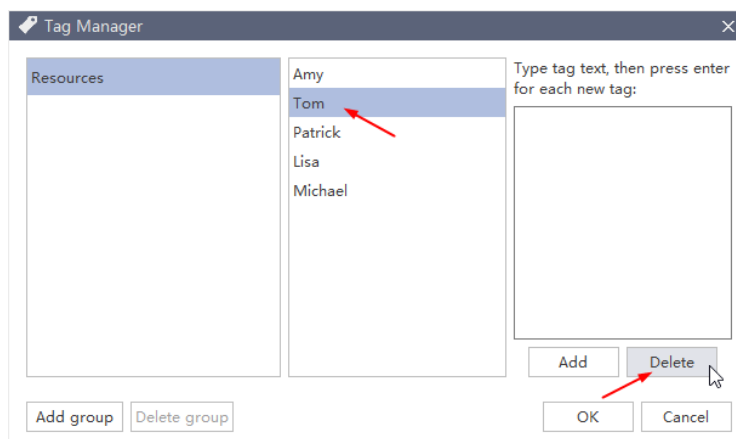 Tag Manager
Resources
Amy
Tom
Patrick
Lisa
Michael
Type tag text, then press enter
for each new tag:
Add
Delete
Add group
Delete group
OK
Cancel